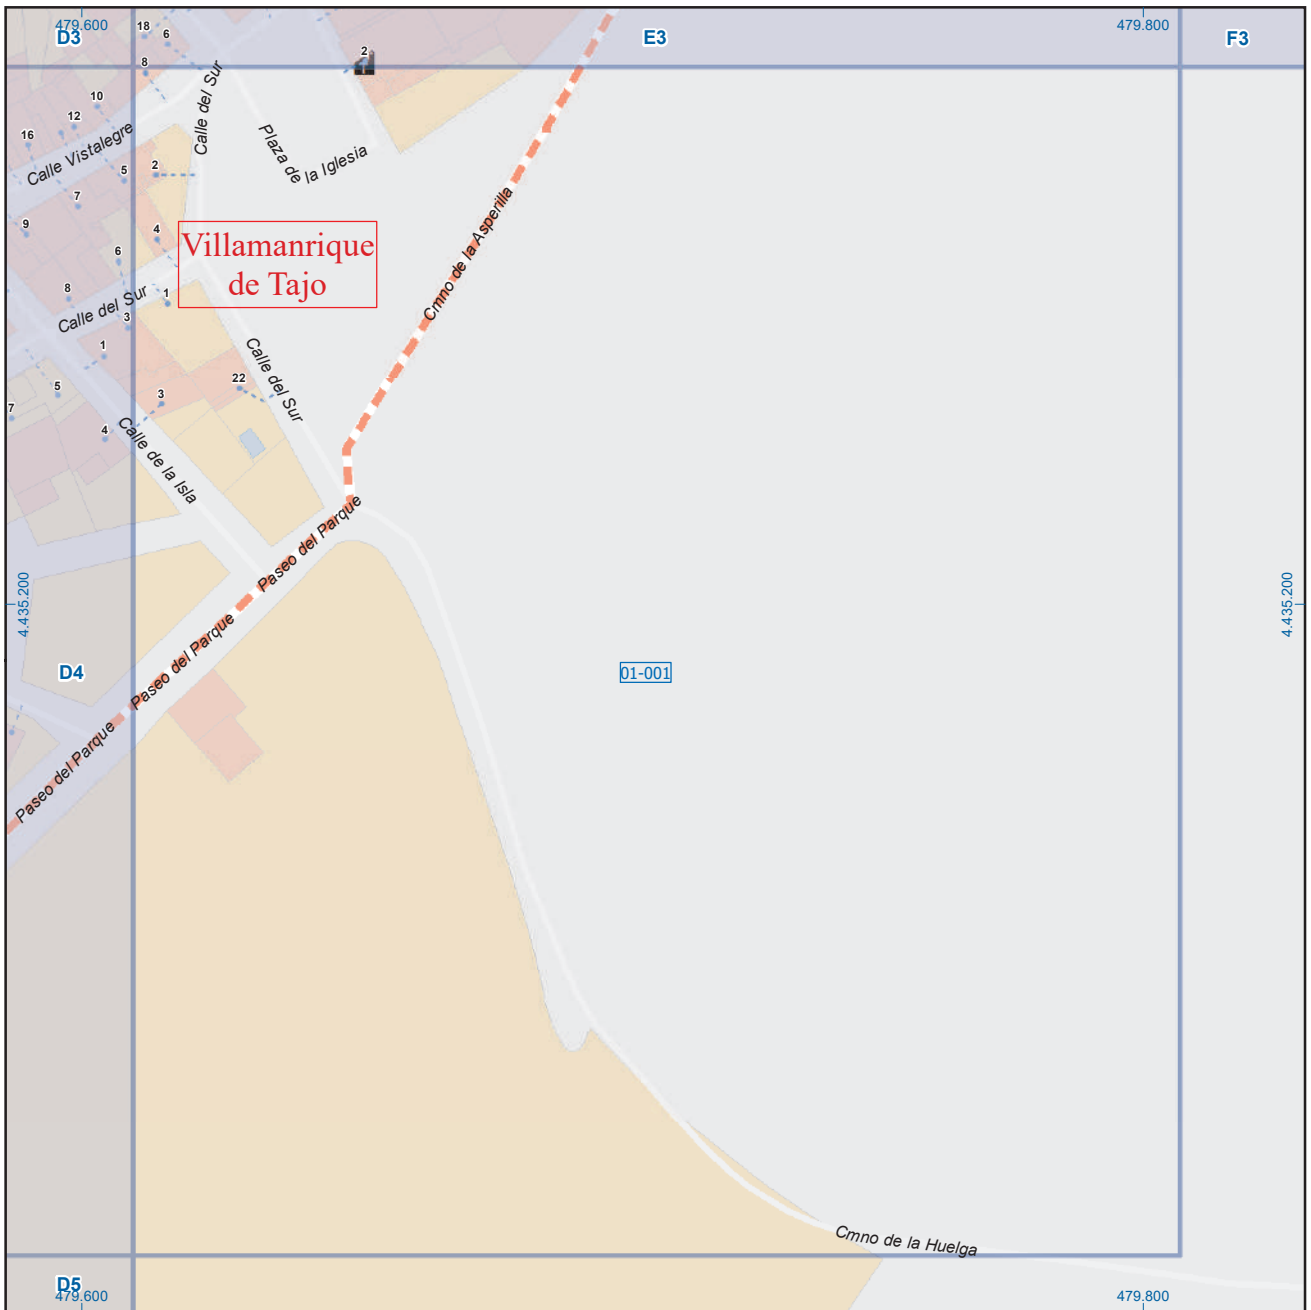 479.600
479.800
D3
E3
F3
18
6
2
8
10
12
16
Calle Vistalegre
Calle del Sur
Plaza de
la Iglesia
5
2
7
9
4
6
Villamanrique
de Tajo
Cmno de la Asperilla
8
1
Calle del Sur
3
1
Calle del Sur
5
22
3
7
4
Calle de la Isla
Paseo del Parque
4.435.200
4.435.200
Paseo del Parque
D4
01-001
Paseo del Parque
Cmno de la Huelga
D5
479.600
479.800